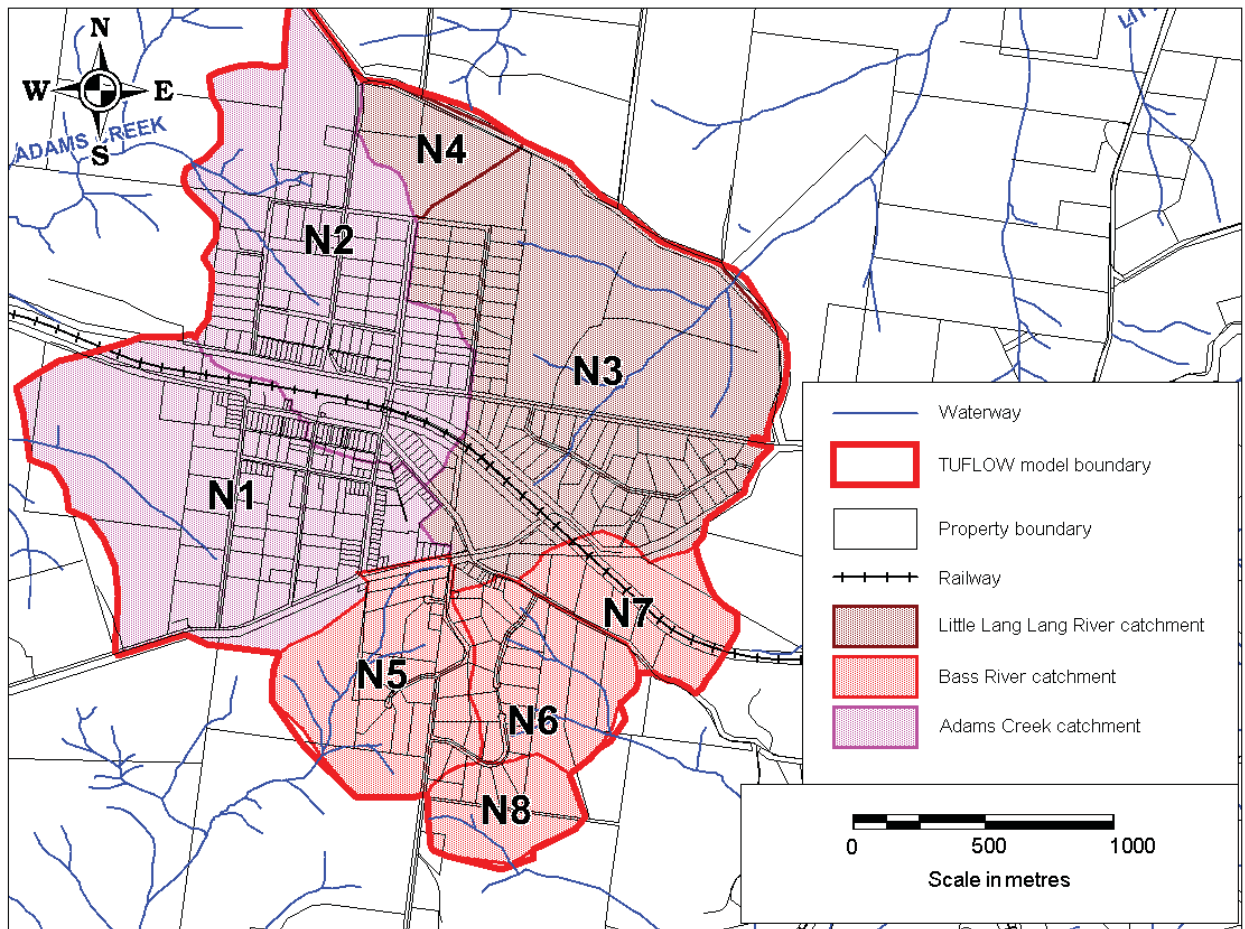 N
W E
S
ADAMS CREEK
LITT
N4
N2
N3
N1
N7
N5
N6
N8
Waterway
TUFLOW model boundary
Property boundary
Railway
Little Lang Lang River catchment
Bass River catchment
Adams Creek catchment
0 500 1000
Scale in metres